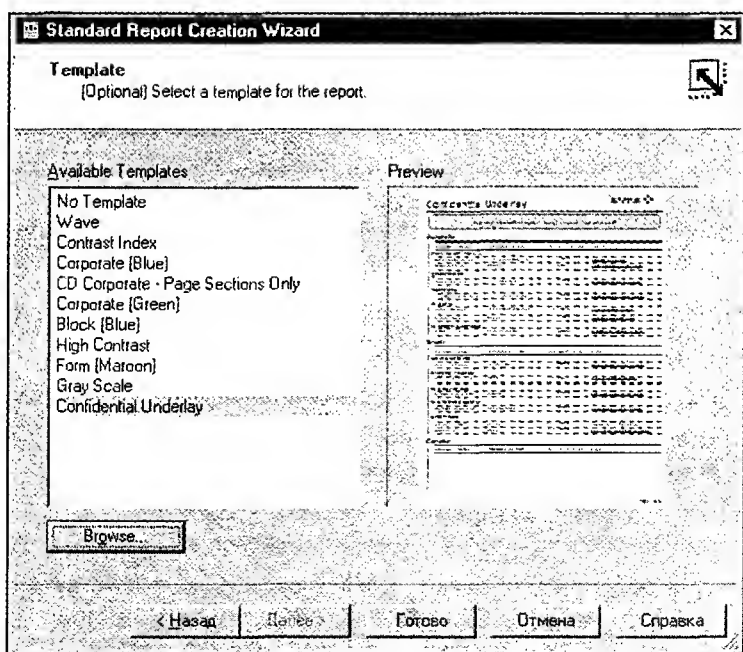 Standard Report Creation Wizard
Template
(Optional) Select a template for the report.
Available Templates
Preview
No Template
Wave
Contrast Index
Corporate (Blue)
CD Corporate - Page Sections Only
Corporate (Green)
Block (Blue)
High Contrast
Form (Maroon)
Gray Scale
Confidential Underlay
Confidential Underlay
Browse...
< Назад
Далее >
Готово
Отмена
Справка